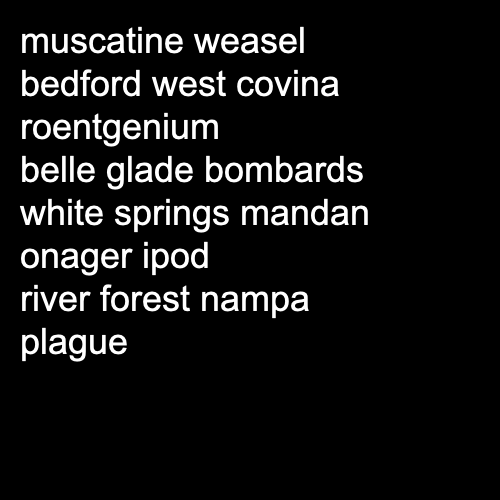 muscatine weasel
bedford west covina
roentgenium
belle glade bombards
white springs mandan
onager ipod
river forest nampa
plague